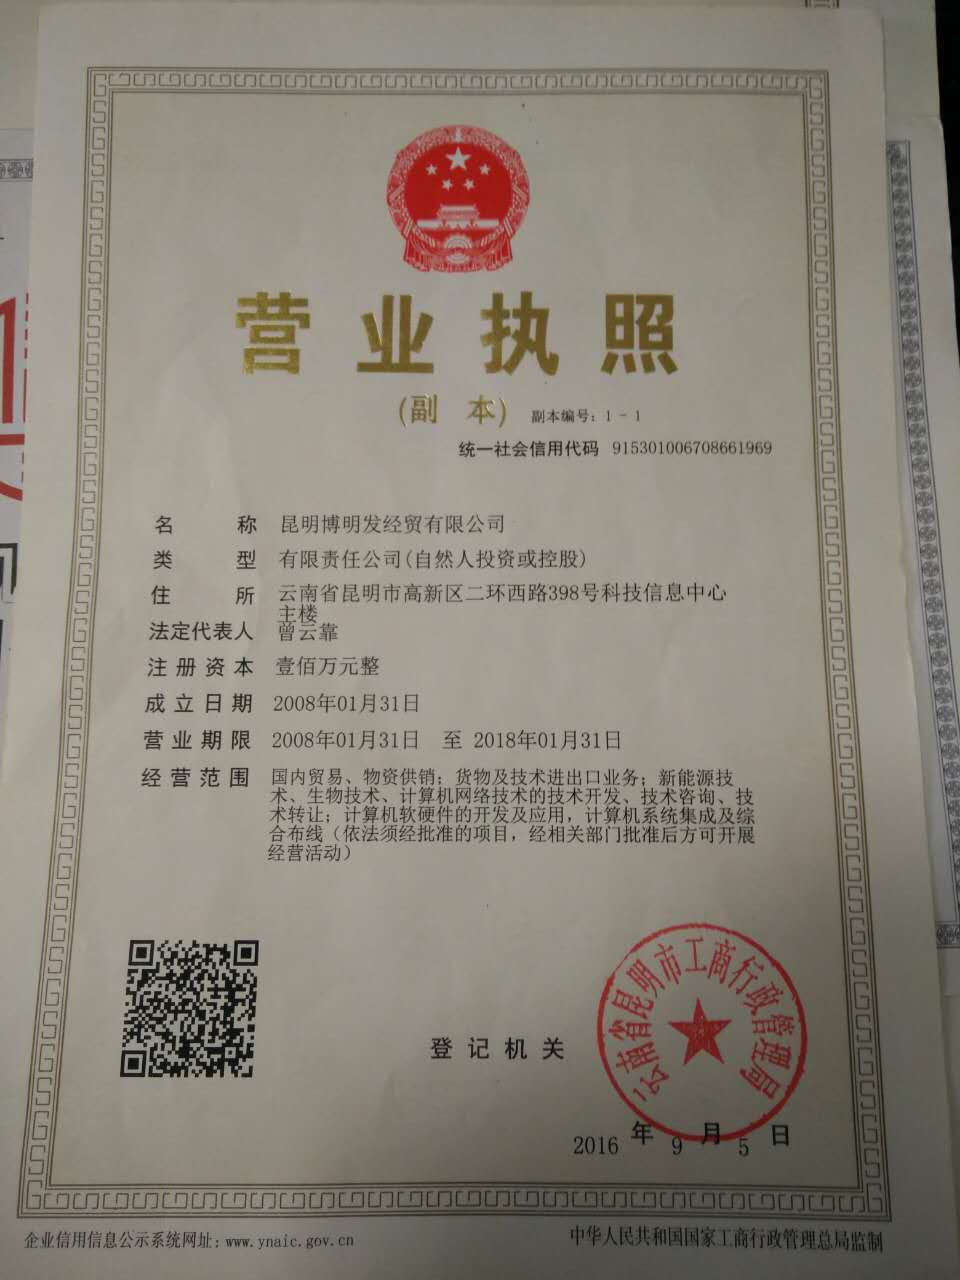 营业执照
(副 本) 副本编号：1 - 1
统一社会信用代码 915301006708661969
名 称 昆明博明发经贸有限公司
类 型 有限责任公司(自然人投资或控股)
住 所 云南省昆明市高新区二环西路398号科技信息中心
主楼
法定代表人 曾云靠
注册资本 壹佰万元整
成立日期 2008年01月31日
营业期限 2008年01月31日 至 2018年01月31日
经营范围 国内贸易、物资供销；货物及技术进出口业务；新能源技
术、生物技术、计算机网络技术的技术开发、技术咨询、技
术转让；计算机软硬件的开发及应用，计算机系统集成及综
合布线（依法须经批准的项目，经相关部门批准后方可开展
经营活动）
云南省昆明市工商行政管理局
登记机关
2016年9月5日
企业信用信息公示系统网址：www.ynaic.gov.cn
中华人民共和国国家工商行政管理总局监制